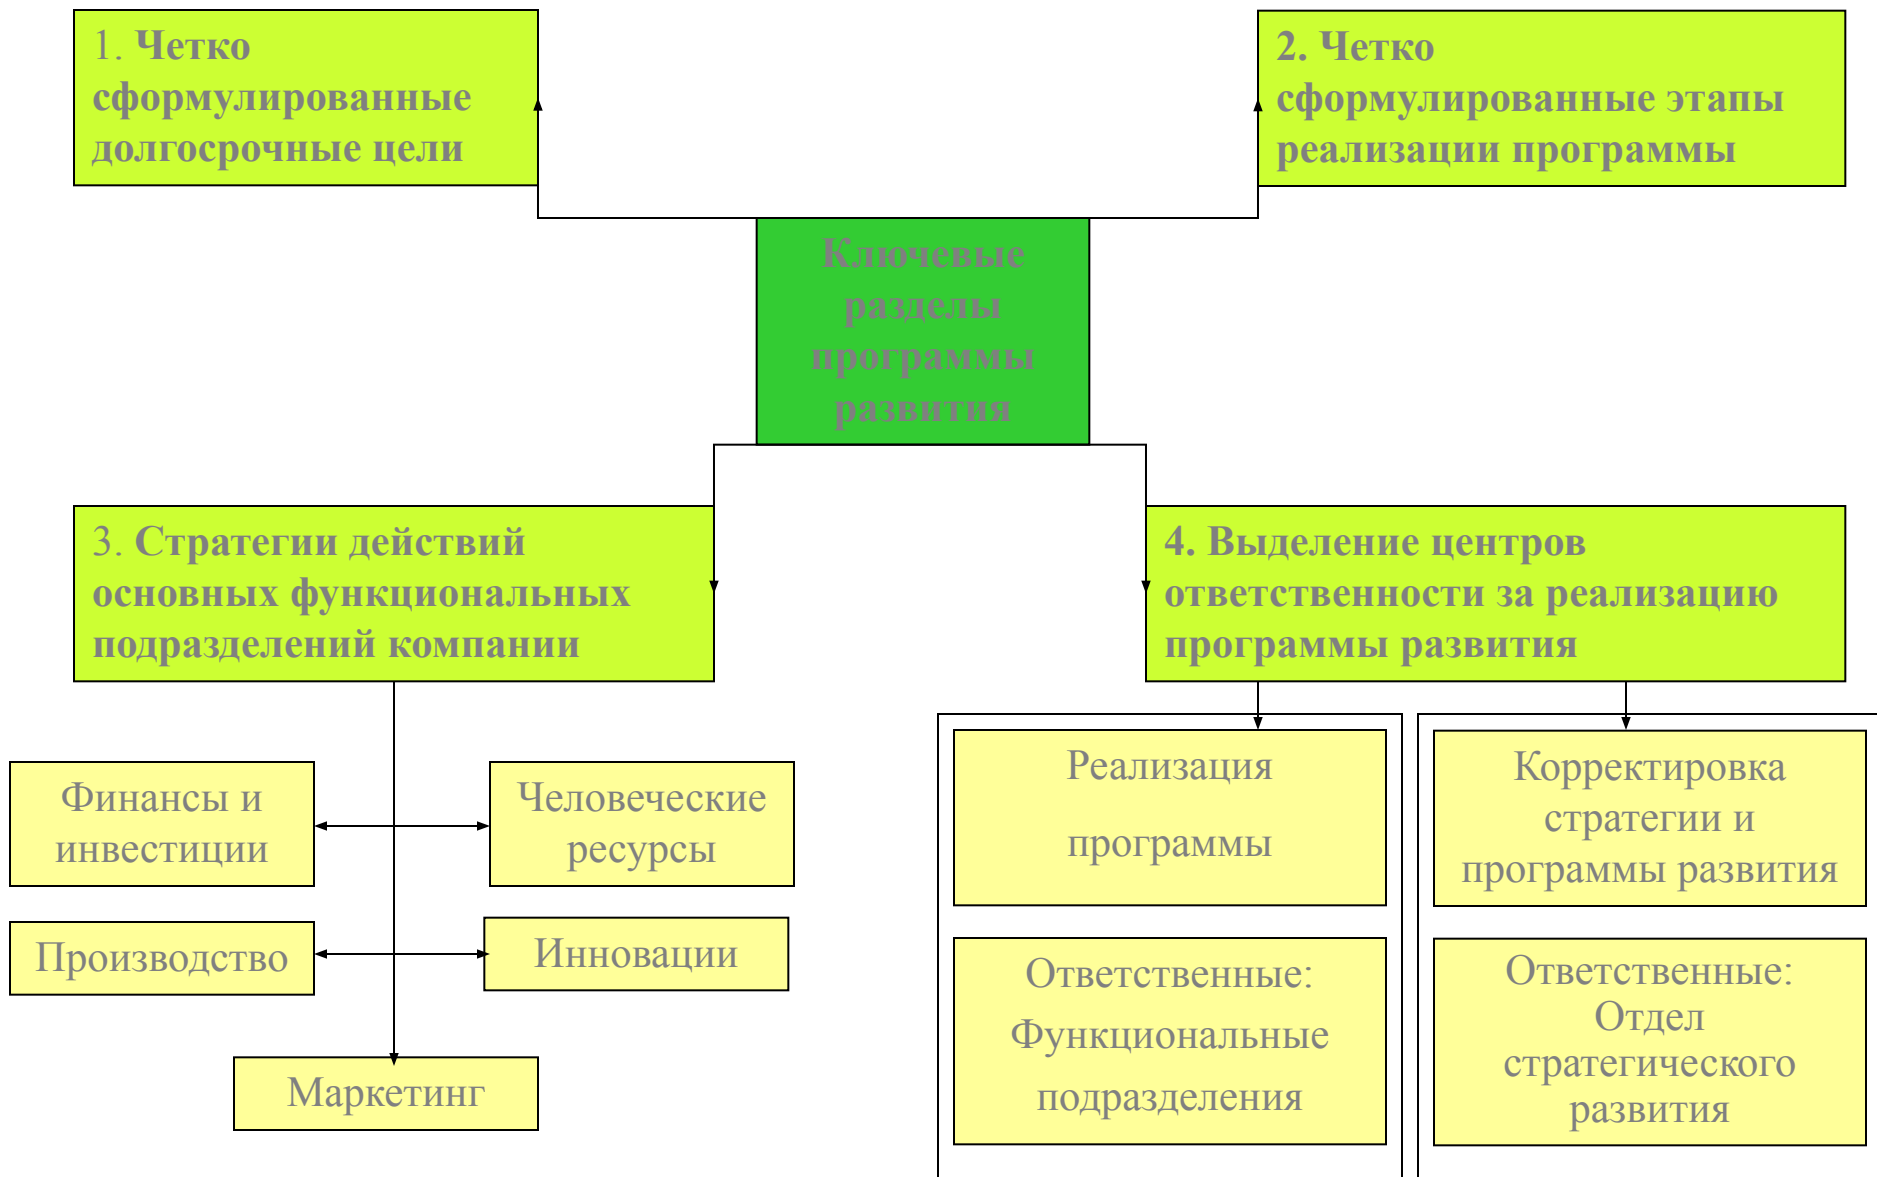 1. Четко
сформулированные
долгосрочные цели
2. Четко
сформулированные этапы
реализации программы
Ключевые
разделы
программы
развития
3. Стратегии действий
основных функциональных
подразделений компании
4. Выделение центров
ответственности за реализацию
программы развития
Финансы и
инвестиции
Человеческие
ресурсы
Производство
Инновации
Маркетинг
Реализация
программы
Ответственные:
Функциональные
подразделения
Корректировка
стратегии и
программы развития
Ответственные:
Отдел
стратегического
развития